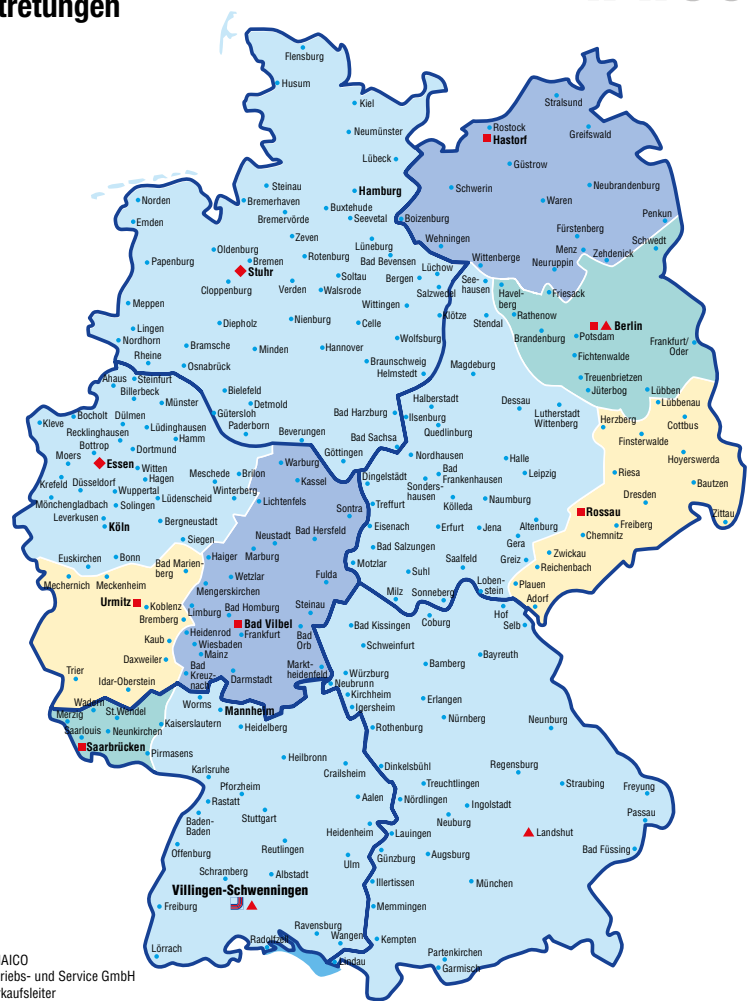 tretungen
Flensburg
Husum
Kiel
Stralsund
Rostock
Hastorf
Greifswald
Neumünster
Lübeck
Güstrow
Steinau
Hamburg
Schwerin
Neubrandenburg
Norden
Bremerhaven
Buxtehude
Waren
Bremervörde
Seevetal
Boizenburg
Penkun
Emden
Zeven
Lüneburg
Wehningen
Fürstenberg
Schwedt
Oldenburg
Rotenburg
Bad Bevensen
Menz
Zehdenick
Papenburg
Bremen
Lüchow
Wittenberge
Neuruppin
Stuhr
Soltau
Bergen
See-
hausen
Cloppenburg
Verden
Walsrode
Salzwedel
Havel-
berg
Friesack
Meppen
Wittingen
Klötze
Stendal
Rathenow
Lingen
Diepholz
Nienburg
Celle
Berlin
Nordhorn
Wolfsburg
Brandenburg
Potsdam
Frankfurt/
Oder
Bramsche
Minden
Hannover
Fichtenwalde
Rheine
Osnabrück
Braunschweig
Helmstedt
Magdeburg
Treuenbrietzen
Ahaus
Steinfurt
Jüterbog
Lübben
Billerbeck
Bielefeld
Halberstadt
Dessau
Lübbenau
Münster
Detmold
Bocholt
Dülmen
Gütersloh
Bad Harzburg
Ilsenburg
Lutherstadt
Wittenberg
Herzberg
Cottbus
Kleve
Lüdinghausen
Paderborn
Quedlinburg
Recklinghausen
Hamm
Beverungen
Bad Sachsa
Finsterwalde
Bottrop
Dortmund
Göttingen
Nordhausen
Halle
Hoyerswerda
Moers
Essen
Witten
Warburg
Bad
Frankenhausen
Leipzig
Riesa
Krefeld
Düsseldorf
Hagen
Meschede
Brilon
Kassel
Dingelstädt
Sonders-
hausen
Bautzen
Wuppertal
Winterberg
Dresden
Mönchengladbach
Solingen
Lüdenscheid
Lichtenfels
Treffurt
Kölleda
Naumburg
Rossau
Zittau
Leverkusen
Sontra
Freiberg
Köln
Bergneustadt
Eisenach
Erfurt
Jena
Altenburg
Chemnitz
Siegen
Neustadt
Bad Hersfeld
Gera
Bad Salzungen
Zwickau
Euskirchen
Bonn
Bad Marien-
berg
Haiger
Marburg
Motzlar
Saalfeld
Greiz
Reichenbach
Mechernich
Meckenheim
Wetzlar
Fulda
Suhl
Loben-
stein
Plauen
Mengerskirchen
Milz
Sonneberg
Adorf
Urmitz
Koblenz
Limburg
Bad Homburg
Steinau
Hof
Bremberg
Bad Vilbel
Bad Kissingen
Coburg
Selb
Kaub
Heidenrod
Frankfurt
Bad
Orb
Wiesbaden
Schweinfurt
Bayreuth
Daxweiler
Mainz
Bamberg
Trier
Bad
Kreuz-
nach
Markt-
heidenfeld
Würzburg
Idar-Oberstein
Darmstadt
Neubrunn
Kirchheim
Erlangen
Wadern
Worms
Igersheim
Merzig
St.Wendel
Mannheim
Nürnberg
Kaiserslautern
Heidelberg
Rothenburg
Neunburg
Saarlouis
Neunkirchen
Saarbrücken
Pirmasens
Heilbronn
Dinkelsbühl
Regensburg
Karlsruhe
Crailsheim
Treuchtlingen
Straubing
Freyung
Pforzheim
Aalen
Nördlingen
Ingolstadt
Rastatt
Passau
Baden-
Baden
Stuttgart
Neuburg
Heidenheim
Lauingen
Landshut
Offenburg
Reutlingen
Günzburg
Augsburg
Bad Füssing
Ulm
Schramberg
Albstadt
Illertissen
München
Villingen-Schwenningen
Freiburg
Memmingen
Ravensburg
Lörrach
Radolfzell
Wangen
Kempten
Lindau
Partenkirchen
Garmisch
AICO
riebs- und Service GmbH
kaufsleiter